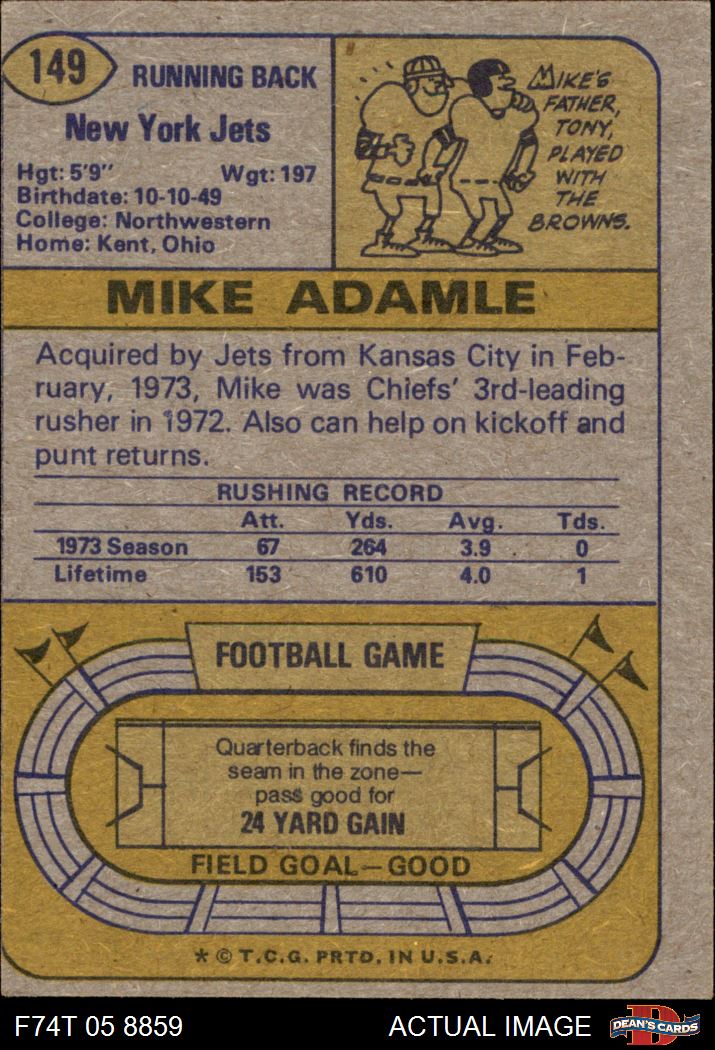 149
RUNNING BACK
New York Jets
Hgt: 5'9" Wgt: 197
Birthdate: 10-10-49
College: Northwestern
Home: Kent, Ohio
MIKE'S
FATHER,
TONY,
PLAYED
WITH
THE
BROWNS.
MIKE ADAMLE
Acquired by Jets from Kansas City in Feb-
ruary, 1973, Mike was Chiefs' 3rd-leading
rusher in 1972. Also can help on kickoff and
punt returns.
RUSHING RECORD
Att. Yds. Avg. Tds.
1973 Season 67 264 3.9 0
Lifetime 153 610 4.0 1
FOOTBALL GAME
Quarterback finds the
seam in the zone—
pass good for
24 YARD GAIN
FIELD GOAL—GOOD
* © T.C.G. PRTD. IN U.S.A.
F74T 05 8859 ACTUAL IMAGE
D
DEAN'S CARDS